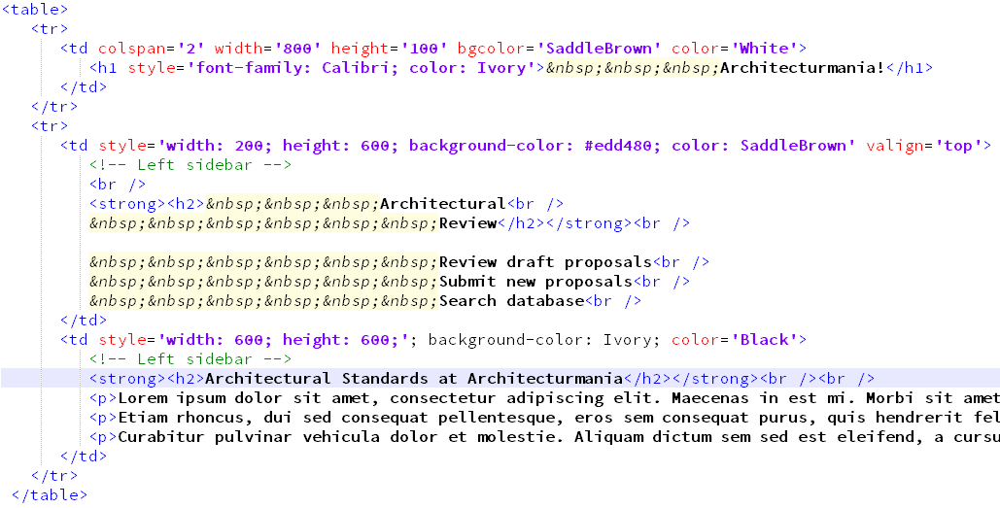 <table>
<tr>
<td colspan='2' width='800' height='100' bgcolor='SaddleBrown' color='White'>
<h1 style='font-family: Calibri; color: Ivory'>&nbsp;&nbsp;&nbsp;Architecturmania!</h1>
</td>
</tr>
<tr>
<td style='width: 200; height: 600; background-color: #edd480; color: SaddleBrown' valign='top'>
<!-- Left sidebar -->
<br />
<strong><h2>&nbsp;&nbsp;&nbsp;Architectural<br />
&nbsp;&nbsp;&nbsp;&nbsp;&nbsp;&nbsp;Review</h2></strong><br />
&nbsp;&nbsp;&nbsp;&nbsp;&nbsp;&nbsp;Review draft proposals<br />
&nbsp;&nbsp;&nbsp;&nbsp;&nbsp;&nbsp;Submit new proposals<br />
&nbsp;&nbsp;&nbsp;&nbsp;&nbsp;&nbsp;Search database<br />
</td>
<td style='width: 600; height: 600;'; background-color: Ivory; color='Black'>
<!-- Left sidebar -->
<strong><h2>Architectural Standards at Architecturmania</h2></strong><br /><br />
<p>Lorem ipsum dolor sit amet, consectetur adipiscing elit. Maecenas in est mi. Morbi sit amet
<p>Etiam rhoncus, dui sed consequat pellentesque, eros sem consequat purus, quis hendrerit fel
<p>Curabitur pulvinar vehicula dolor et molestie. Aliquam dictum sem sed est eleifend, a cursu
</td>
</tr>
</table>